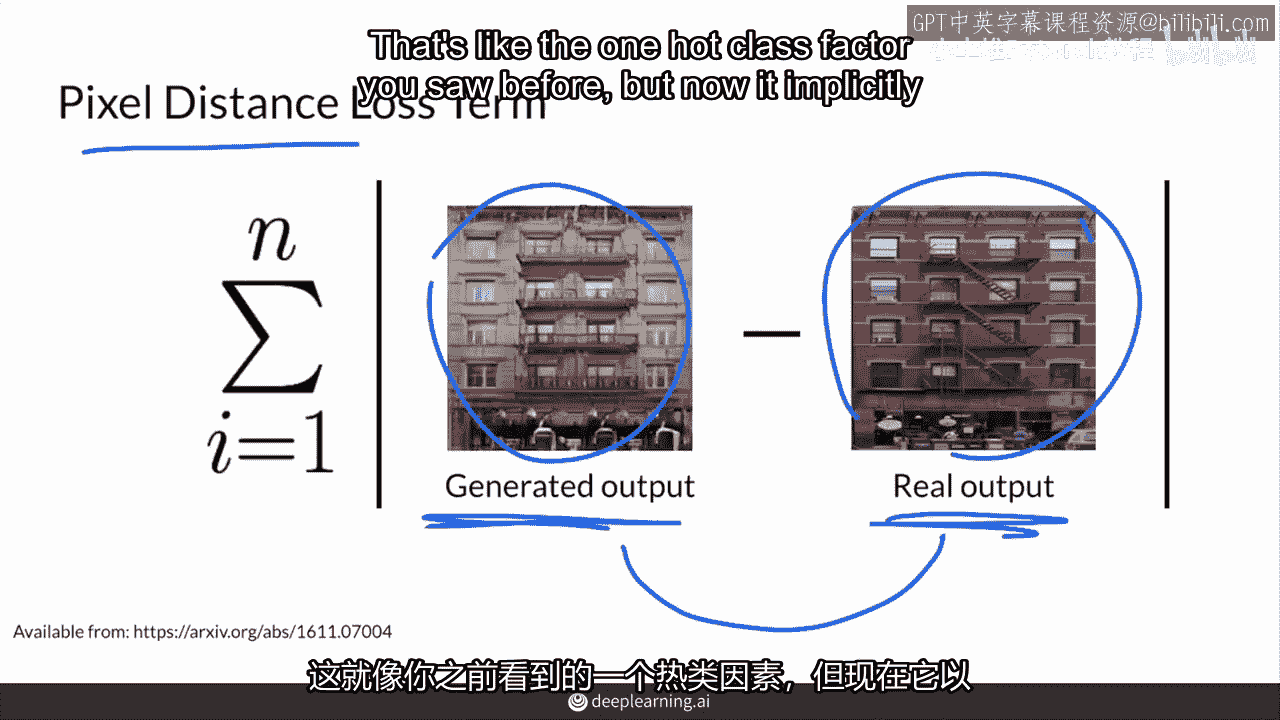 GPT中英字幕课程资源@bilibili.com
That's like the one hot class factor
you saw before, but now it implicitly
Pixel Distance Loss Term
n
∑
i=1
−
Generated output
Real output
Available from: https://arxiv.org/abs/1611.07004
这就像你之前看到的一个热类因素，但现在它以
deeplearning.ai